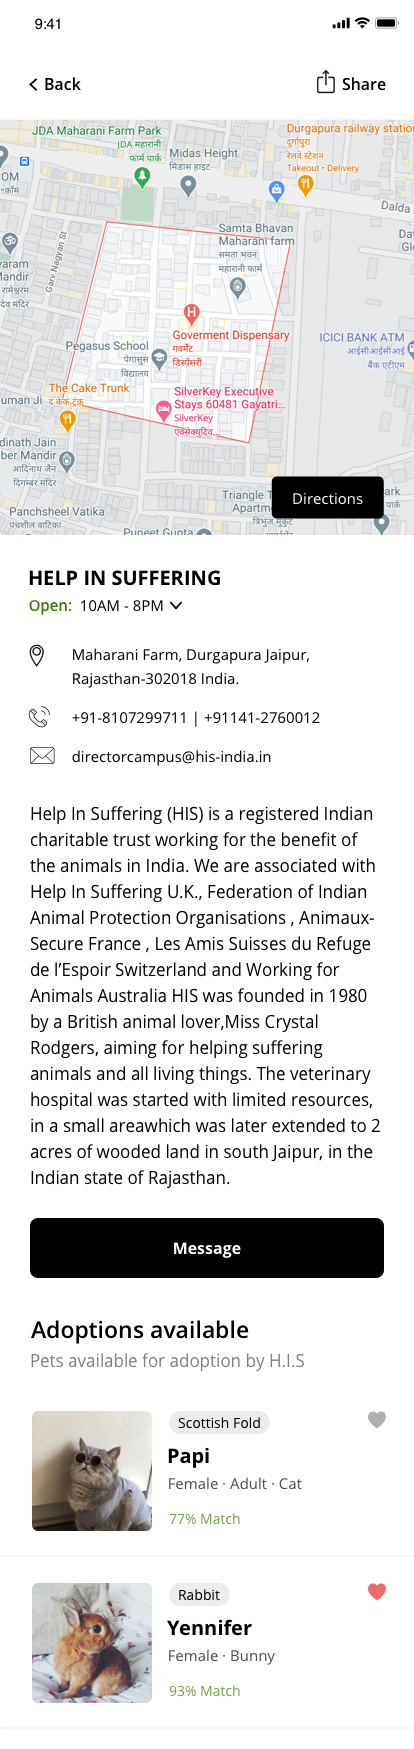 9:41
Back
Share
JDA Maharani Farm Park
JDA महारानी
फार्म पार्क
Durgapura railway station
दुर्गापुरा
रेलवे स्टेशन
Takeout • Delivery
Midas Height
मिडास हाइट
COM
Dalda
Samta Bhavan
Maharani farm
समता भवन
महारानी फार्म
Garv Nagyan St
Mandir
Goverment Dispensary
गवर्मेंट
डिस्पेंसरी
Pegasus School
पेगासुस
विद्यालय
ICICI BANK ATM
आईसीआईसीआई
बैंक एटीएम
The Cake Trunk
द केक ट्रंक
SilverKey Executive
Stays 60481 Gayatri...
SilverKey
एक्सेक्युटिव...
uman Ji
dinath Jain
ber Mandir
आदिनाथ जैन
दिगम्बर मंदिर
Panchsheel Vatika
पंचशील वाटिका
Triangle
Directions
Puneet Gupta
HELP IN SUFFERING
Open: 10AM - 8PM
Maharani Farm, Durgapura Jaipur,
Rajasthan-302018 India.
+91-8107299711 | +91141-2760012
directorcampus@his-india.in
Help In Suffering (HIS) is a registered Indian
charitable trust working for the benefit of
the animals in India. We are associated with
Help In Suffering U.K., Federation of Indian
Animal Protection Organisations , Animaux-
Secure France , Les Amis Suisses du Refuge
de l’Espoir Switzerland and Working for
Animals Australia HIS was founded in 1980
by a British animal lover,Miss Crystal
Rodgers, aiming for helping suffering
animals and all living things. The veterinary
hospital was started with limited resources,
in a small areawhich was later extended to 2
acres of wooded land in south Jaipur, in the
Indian state of Rajasthan.
Message
Adoptions available
Pets available for adoption by H.I.S
Scottish Fold
Papi
Female · Adult · Cat
77% Match
Rabbit
Yennifer
Female · Bunny
93% Match